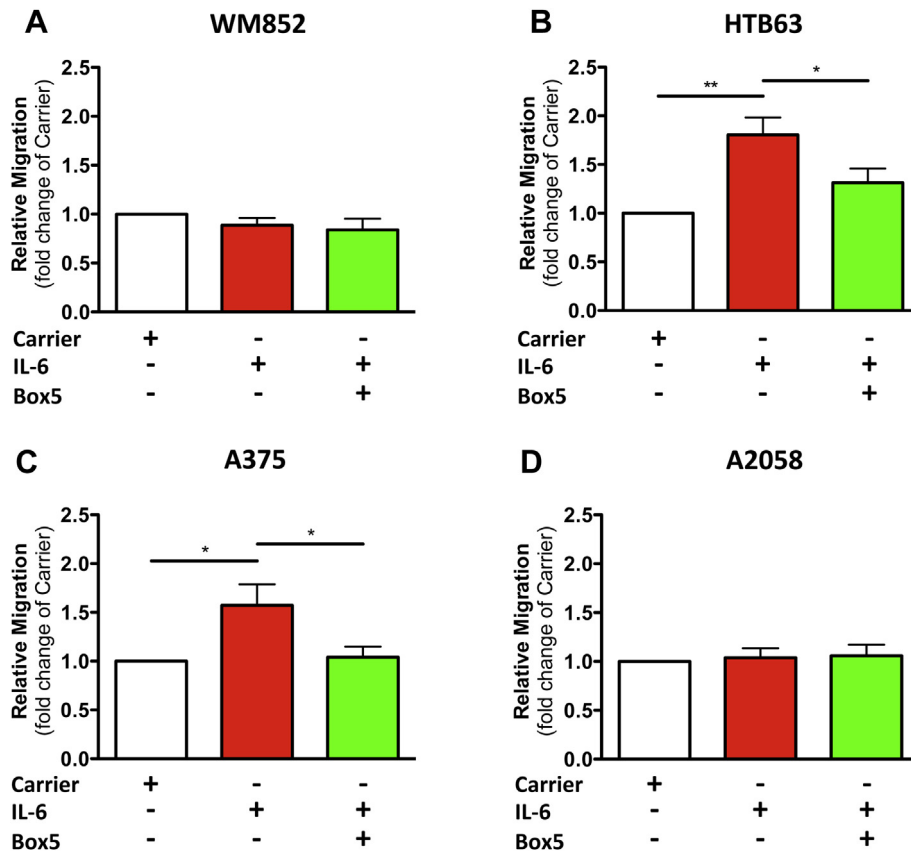 A
WM852
Relative Migration
(fold change of Carrier)
2.5
2.0
1.5
1.0
0.5
0.0
Carrier + - -
IL-6 - + +
Box5 - - +
B
HTB63
Relative Migration
(fold change of Carrier)
2.5
2.0
1.5
1.0
0.5
0.0
**
*
Carrier + - -
IL-6 - + +
Box5 - - +
C
A375
Relative Migration
(fold change of Carrier)
2.5
2.0
1.5
1.0
0.5
0.0
*
*
Carrier + - -
IL-6 - + +
Box5 - - +
D
A2058
Relative Migration
(fold change of Carrier)
2.5
2.0
1.5
1.0
0.5
0.0
Carrier + - -
IL-6 - + +
Box5 - - +